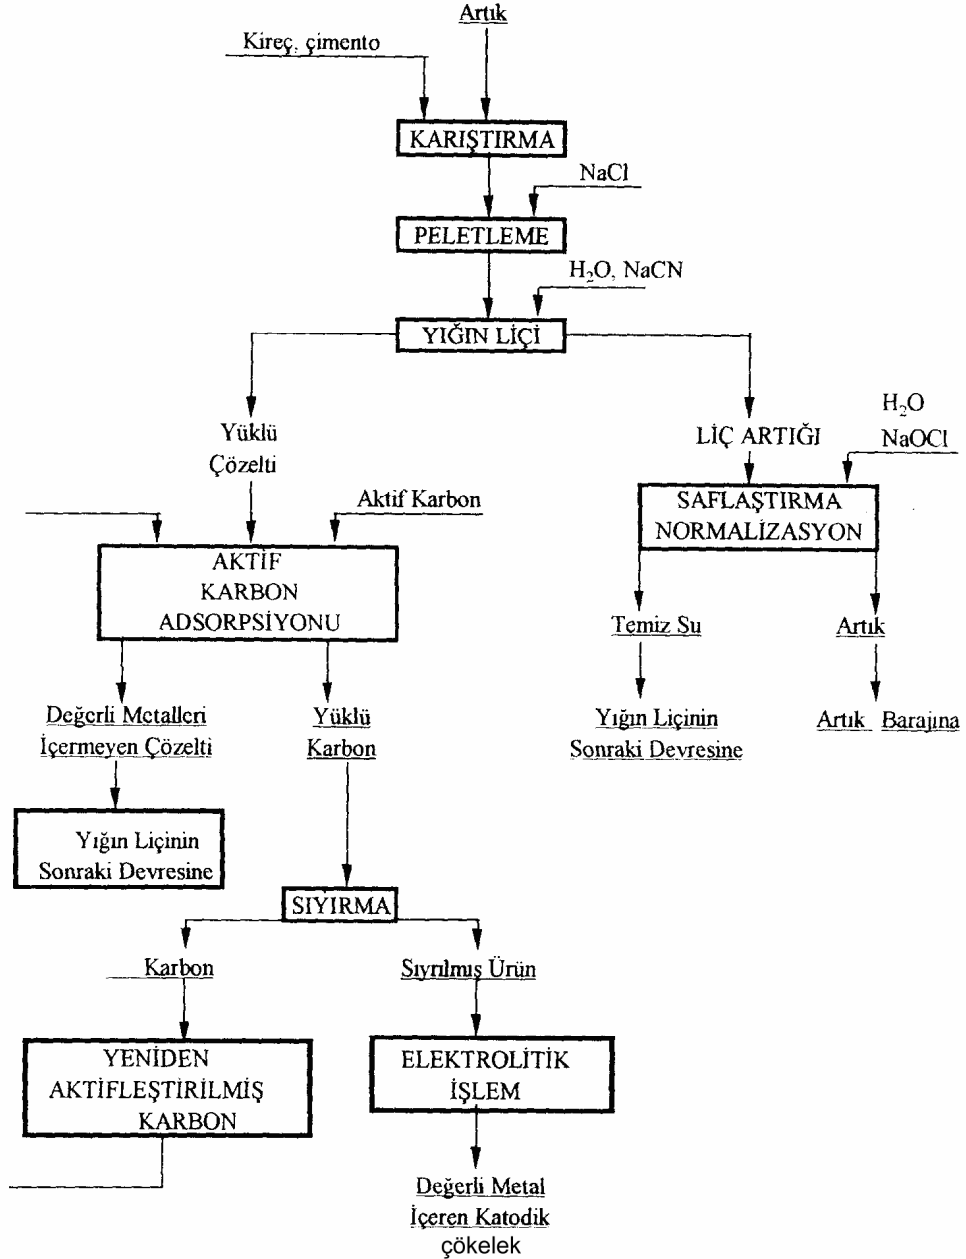 Artık
Kireç, çimento
KARIŞTIRMA
NaCl
PELETLEME
H₂O, NaCN
YIĞIN LİÇİ
Yüklü
Çözelti
LİÇ ARTIĞI
H₂O
NaOCl
Aktif Karbon
SAFLAŞTIRMA
NORMALİZASYON
AKTİF
KARBON
ADSORPSİYONU
Temiz Su
Artık
Değerli Metalleri
İçermeyen Çözelti
Yüklü
Karbon
Yığın Liçinin
Sonraki Devresine
Artık Barajına
Yığın Liçinin
Sonraki Devresine
SIYIRMA
Karbon
Sıyrılmış Ürün
YENİDEN
AKTİFLEŞTİRİLMİŞ
KARBON
ELEKTROLİTİK
İŞLEM
Değerli Metal
İçeren Katodik
çökelek